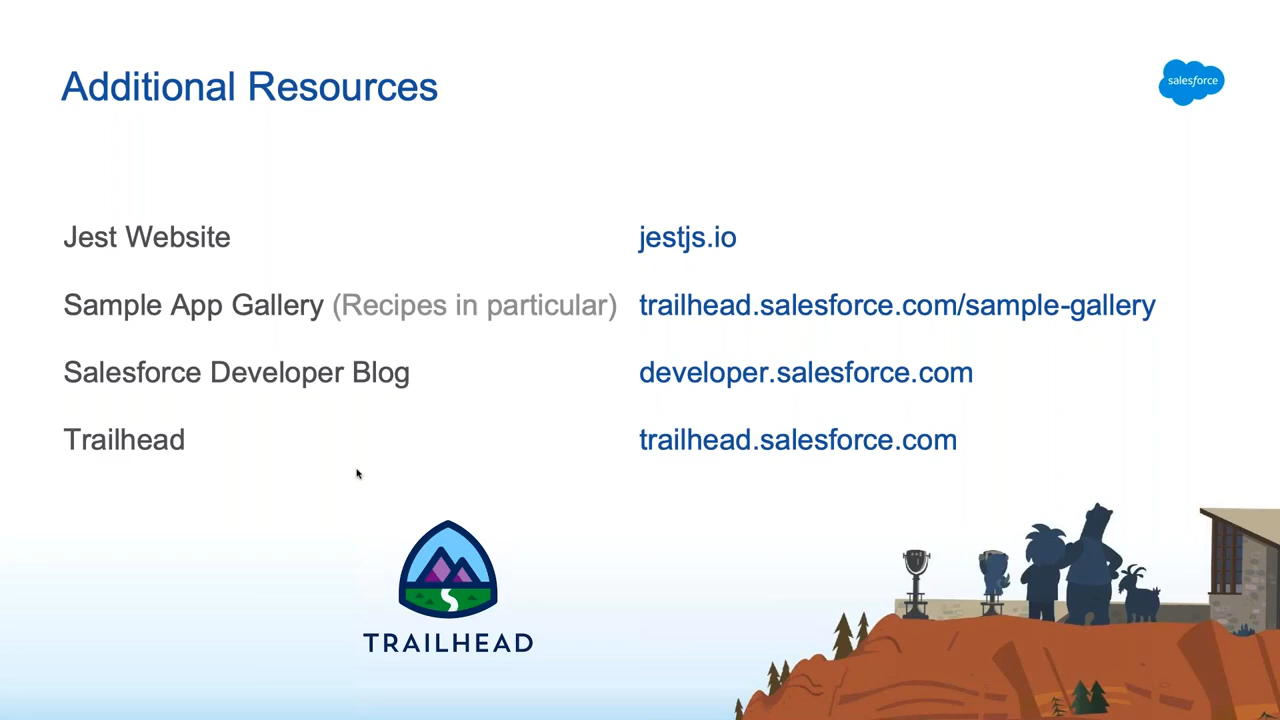 Additional Resources
salesforce
Jest Website jestjs.io
Sample App Gallery (Recipes in particular) trailhead.salesforce.com/sample-gallery
Salesforce Developer Blog developer.salesforce.com
Trailhead trailhead.salesforce.com
TRAILHEAD